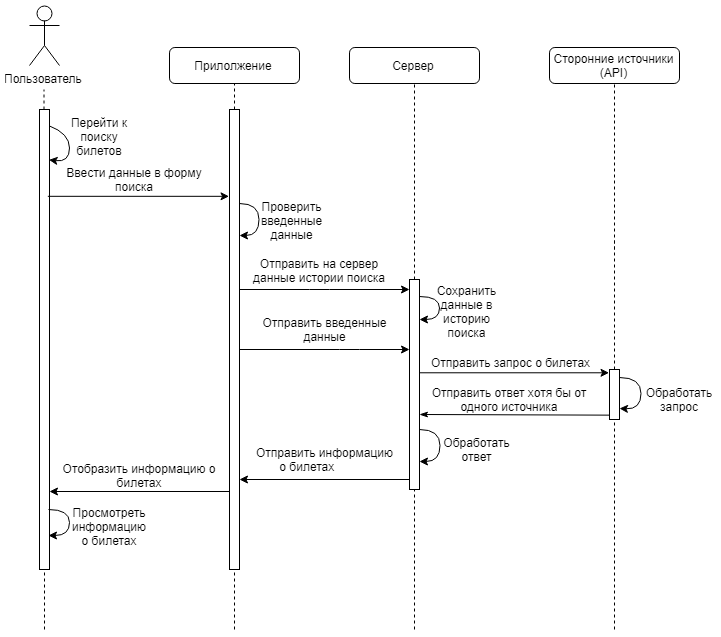 Пользователь
Прилолжение
Сервер
Сторонние источники
(API)
Перейти к
поиску
билетов
Ввести данные в форму
поиска
Проверить
введенные
данные
Отправить на сервер
данные истории поиска
Сохранить
данные в
историю
поиска
Отправить введенные
данные
Отправить запрос о билетах
Обработать
запрос
Отправить ответ хотя бы от
одного источника
Обработать
ответ
Отправить информацию
о билетах
Отобразить информацию о
билетах
Просмотреть
информацию
о билетах